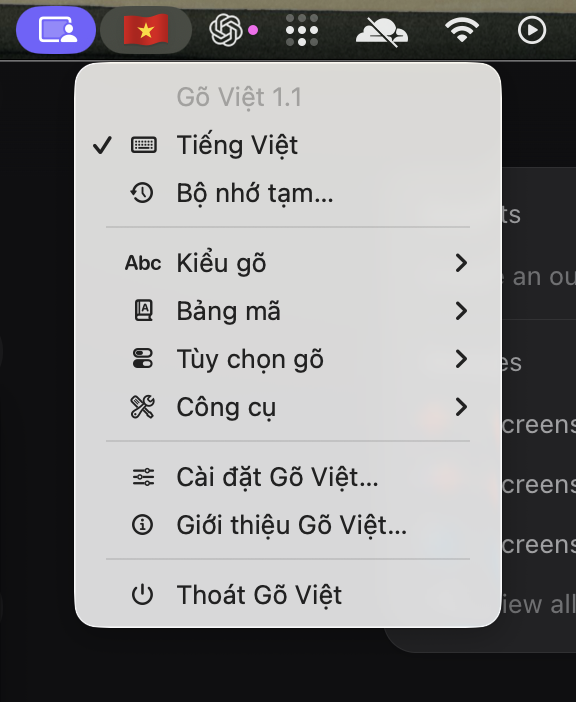 Gõ Việt 1.1
Tiếng Việt
Bộ nhớ tạm...
Abc Kiểu gõ
Bảng mã
Tùy chọn gõ
Công cụ
Cài đặt Gõ Việt...
Giới thiệu Gõ Việt...
Thoát Gõ Việt
an